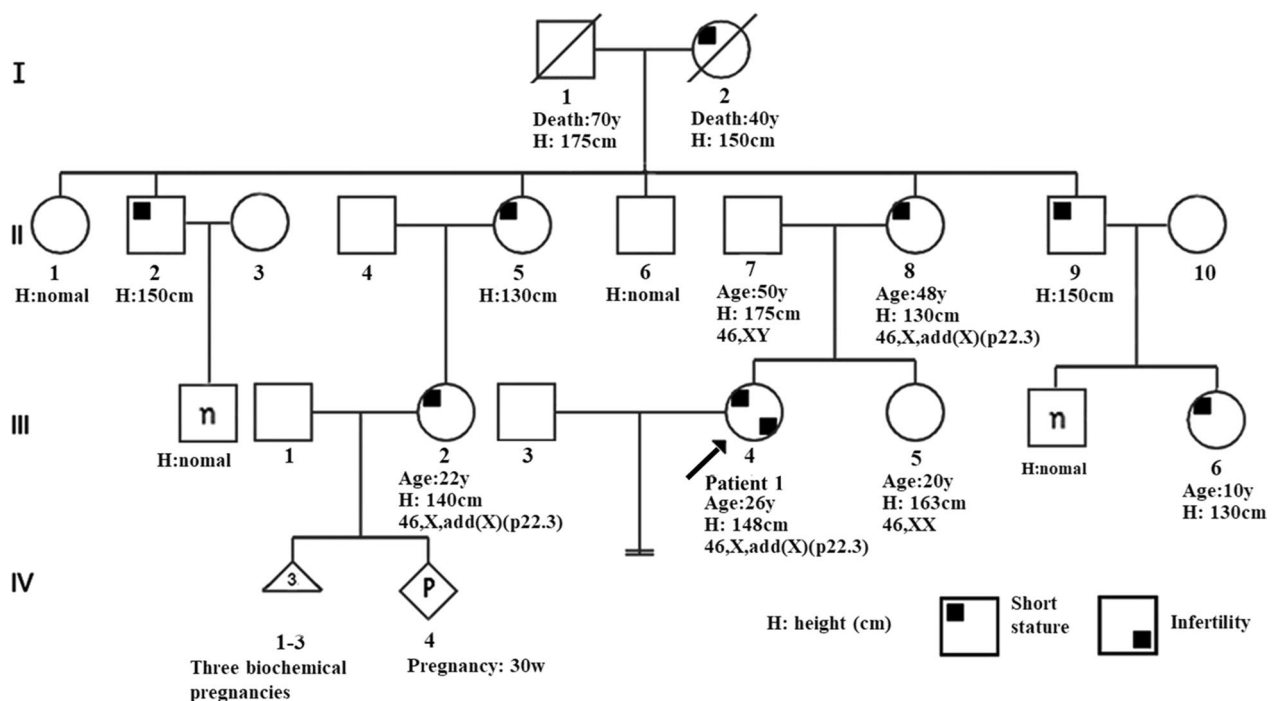 I
1
2
Death:70y
Death:40y
H: 175cm
H: 150cm
II
1
2
3
4
5
6
7
8
9
10
H:nomal
H:150cm
H:130cm
H:nomal
Age:50y
H: 175cm
46,XY
Age:48y
H: 130cm
46,X,add(X)(p22.3)
H:150cm
III
n
H:nomal
1
2
Age:22y
H: 140cm
46,X,add(X)(p22.3)
3
4
Patient 1
Age:26y
H: 148cm
46,X,add(X)(p22.3)
5
Age:20y
H: 163cm
46,XX
n
H:nomal
6
Age:10y
H: 130cm
IV
3
P
1-3
Three biochemical
pregnancies
4
Pregnancy: 30w
H: height (cm)
Short
stature
Infertility